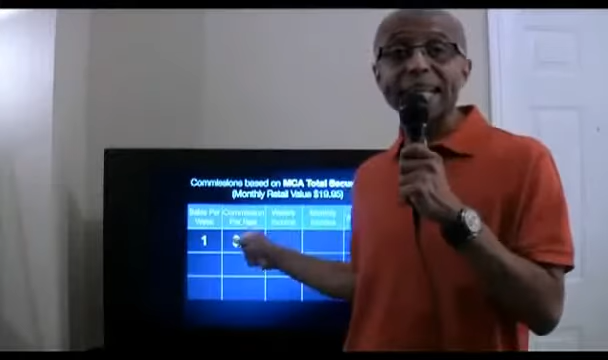 Commissions based on MCA Total Secu
(Monthly Retail Value $19.95)
Sales Per Commission Weekly Monthly
Week Per Sale Income Income
1